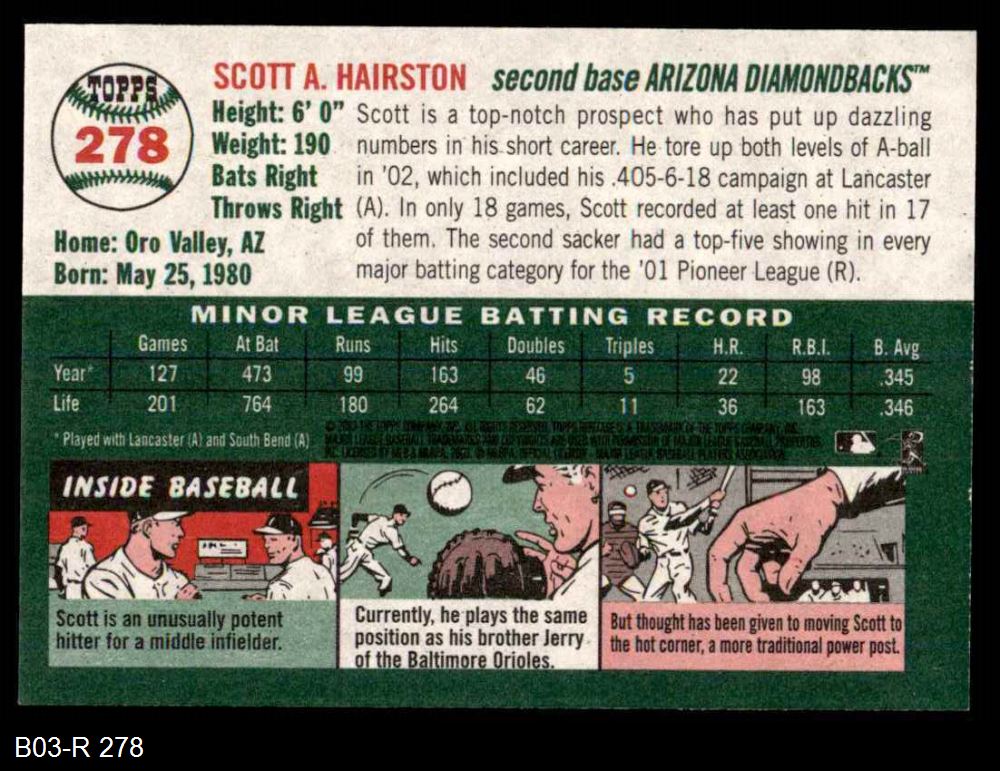 TOPPS
278
SCOTT A. HAIRSTON second base ARIZONA DIAMONDBACKS™
Height: 6' 0"
Weight: 190
Bats Right
Throws Right
Home: Oro Valley, AZ
Born: May 25, 1980
Scott is a top-notch prospect who has put up dazzling
numbers in his short career. He tore up both levels of A-ball
in '02, which included his .405-6-18 campaign at Lancaster
(A). In only 18 games, Scott recorded at least one hit in 17
of them. The second sacker had a top-five showing in every
major batting category for the '01 Pioneer League (R).
MINOR LEAGUE BATTING RECORD
Games At Bat Runs Hits Doubles Triples H.R. R.B.I. B. Avg
Year* 127 473 99 163 46 5 22 98 .345
Life 201 764 180 264 62 11 36 163 .346
* Played with Lancaster (A) and South Bend (A)
INSIDE BASEBALL
Scott is an unusually potent
hitter for a middle infielder.
Currently, he plays the same
position as his brother Jerry
of the Baltimore Orioles.
But thought has been given to moving Scott to
the hot corner, a more traditional power post.
B03-R 278